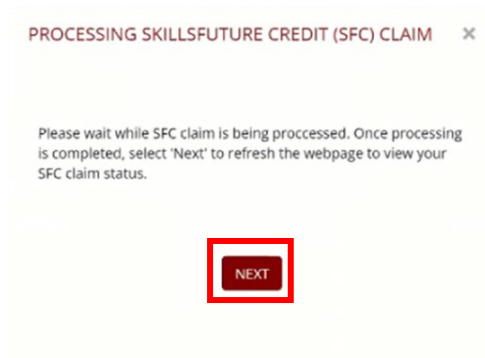 PROCESSING SKILLSFUTURE CREDIT (SFC) CLAIM ×
Please wait while SFC claim is being proccessed. Once processing
is completed, select 'Next' to refresh the webpage to view your
SFC claim status.
NEXT